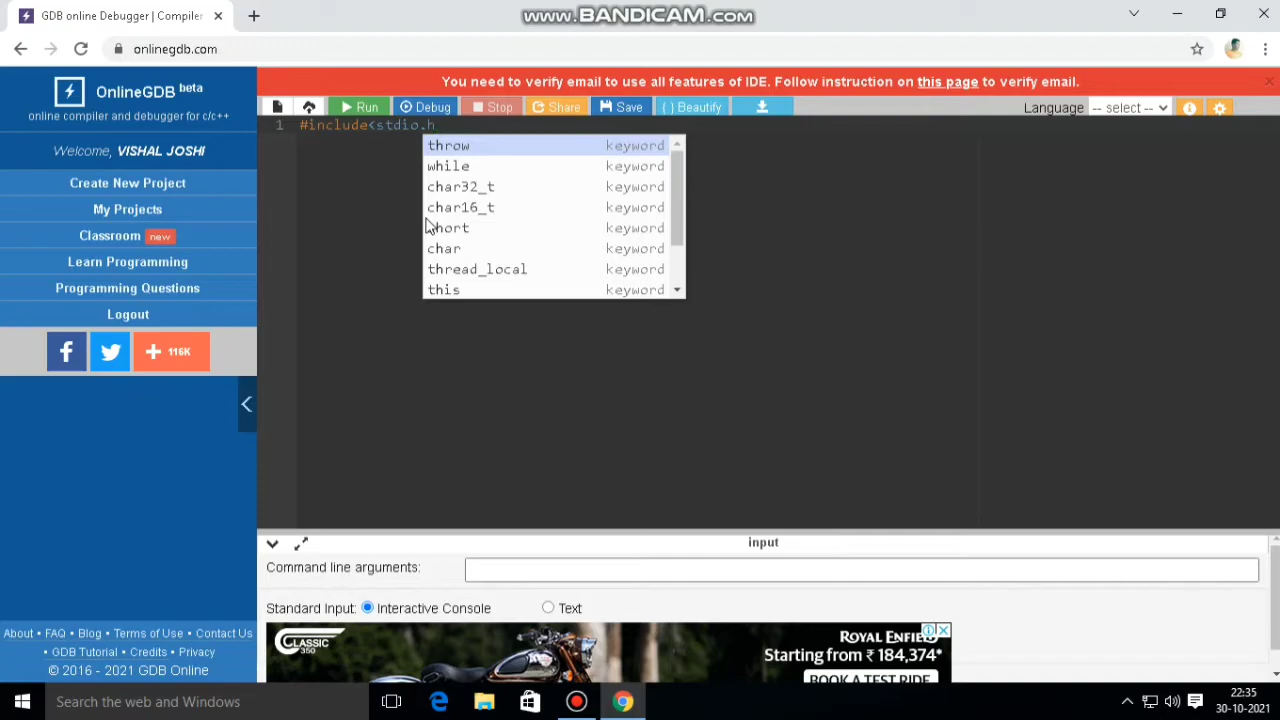 GDB online Debugger | Compiler
www.BANDICAM.com
onlinegdb.com
OnlineGDB beta
online compiler and debugger for c/c++
Welcome, VISHAL JOSHI
Create New Project
My Projects
Classroom new
Learn Programming
Programming Questions
Logout
f
+ 116K
About • FAQ • Blog • Terms of Use • Contact Us
• GDB Tutorial • Credits • Privacy
© 2016 - 2021 GDB Online
You need to verify email to use all features of IDE. Follow instruction on this page to verify email.
Run Debug Stop Share Save { } Beautify Language -- select --
1 #include<stdio.h
throw keyword
while keyword
char32_t keyword
char16_t keyword
short keyword
char keyword
thread_local keyword
this keyword
input
Command line arguments:
Standard Input: Interactive Console Text
CLASSIC
350
ROYAL ENFIELD
Starting from ₹ 184,374*
BOOK A TEST RIDE
Search the web and Windows
22:35
30-10-2021